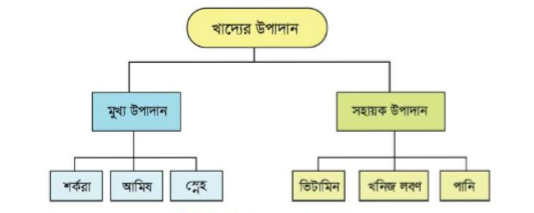 খাদ্যের উপাদান
মুখ্য উপাদান
সহায়ক উপাদান
শর্করা
আমিষ
স্নেহ
ভিটামিন
খনিজ লবণ
পানি